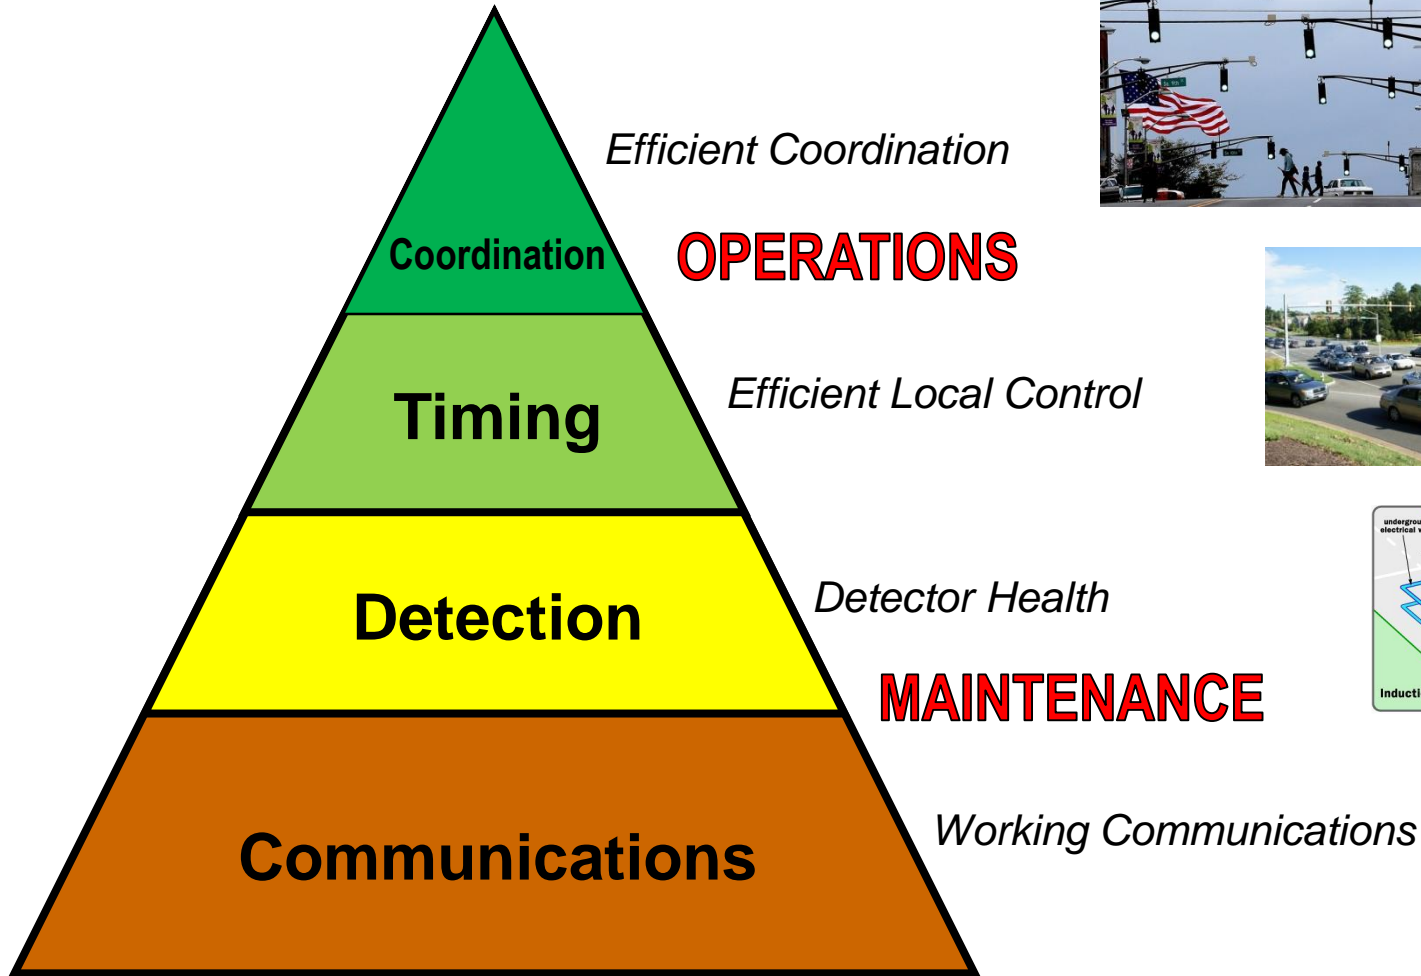 Efficient Coordination
Coordination
OPERATIONS
Efficient Local Control
Timing
Detector Health
Detection
MAINTENANCE
Working Communications
Communications